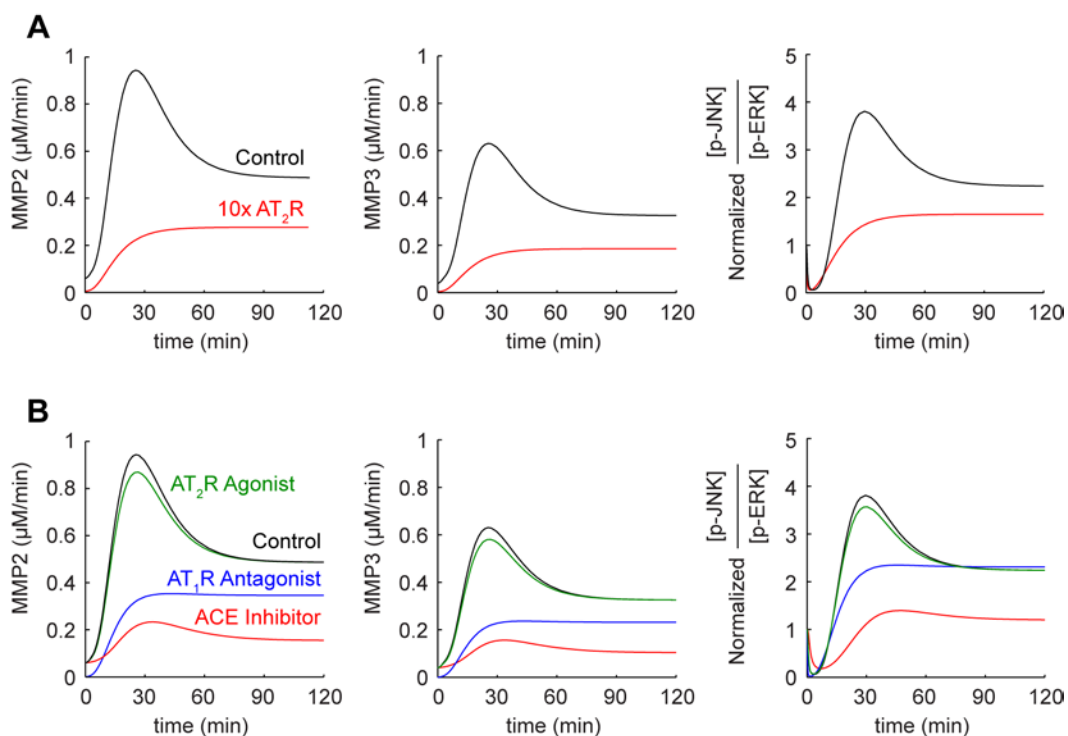 A
MMP2 (µM/min)
1
0.8
0.6
0.4
0.2
0
Control
10x AT₂R
0 30 60 90 120
time (min)
MMP3 (µM/min)
1
0.8
0.6
0.4
0.2
0
0 30 60 90 120
time (min)
Normalized
[p-JNK]
[p-ERK]
5
4
3
2
1
0
0 30 60 90 120
time (min)
B
MMP2 (µM/min)
1
0.8
0.6
0.4
0.2
0
AT₂R Agonist
Control
AT₁R Antagonist
ACE Inhibitor
0 30 60 90 120
time (min)
MMP3 (µM/min)
1
0.8
0.6
0.4
0.2
0
0 30 60 90 120
time (min)
Normalized
[p-JNK]
[p-ERK]
5
4
3
2
1
0
0 30 60 90 120
time (min)